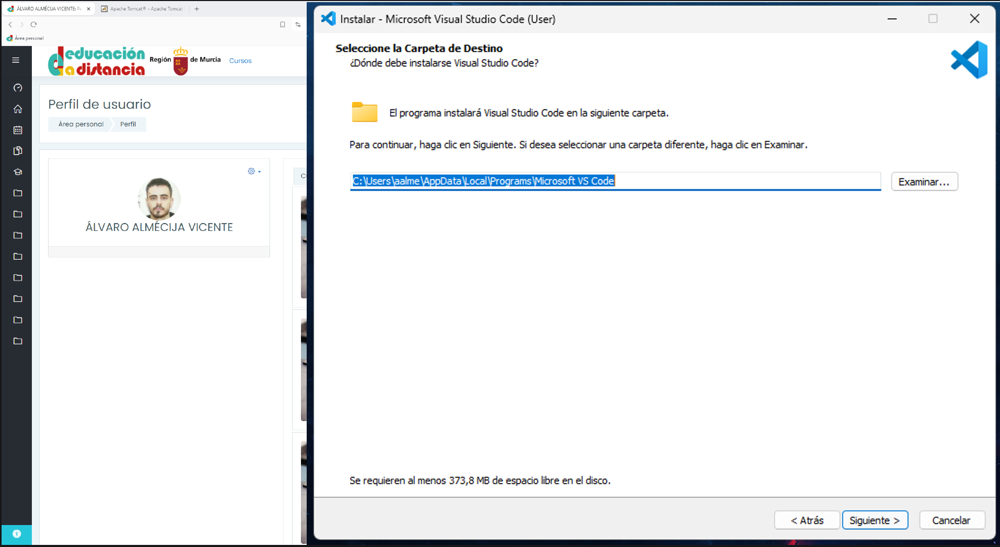 ÁLVARO ALMÉCIJA VICENTE: Pe
Apache Tomcat® - Apache Tomcat
Área personal
educación
a distancia
Región de Murcia
Cursos
Perfil de usuario
Área personal
Perfil
ÁLVARO ALMÉCIJA VICENTE
Instalar - Microsoft Visual Studio Code (User)
Seleccione la Carpeta de Destino
¿Dónde debe instalarse Visual Studio Code?
El programa instalará Visual Studio Code en la siguiente carpeta.
Para continuar, haga clic en Siguiente. Si desea seleccionar una carpeta diferente, haga clic en Examinar.
C:\Users\aalme\AppData\Local\Programs\Microsoft VS Code
Examinar...
Se requieren al menos 373,8 MB de espacio libre en el disco.
< Atrás
Siguiente >
Cancelar